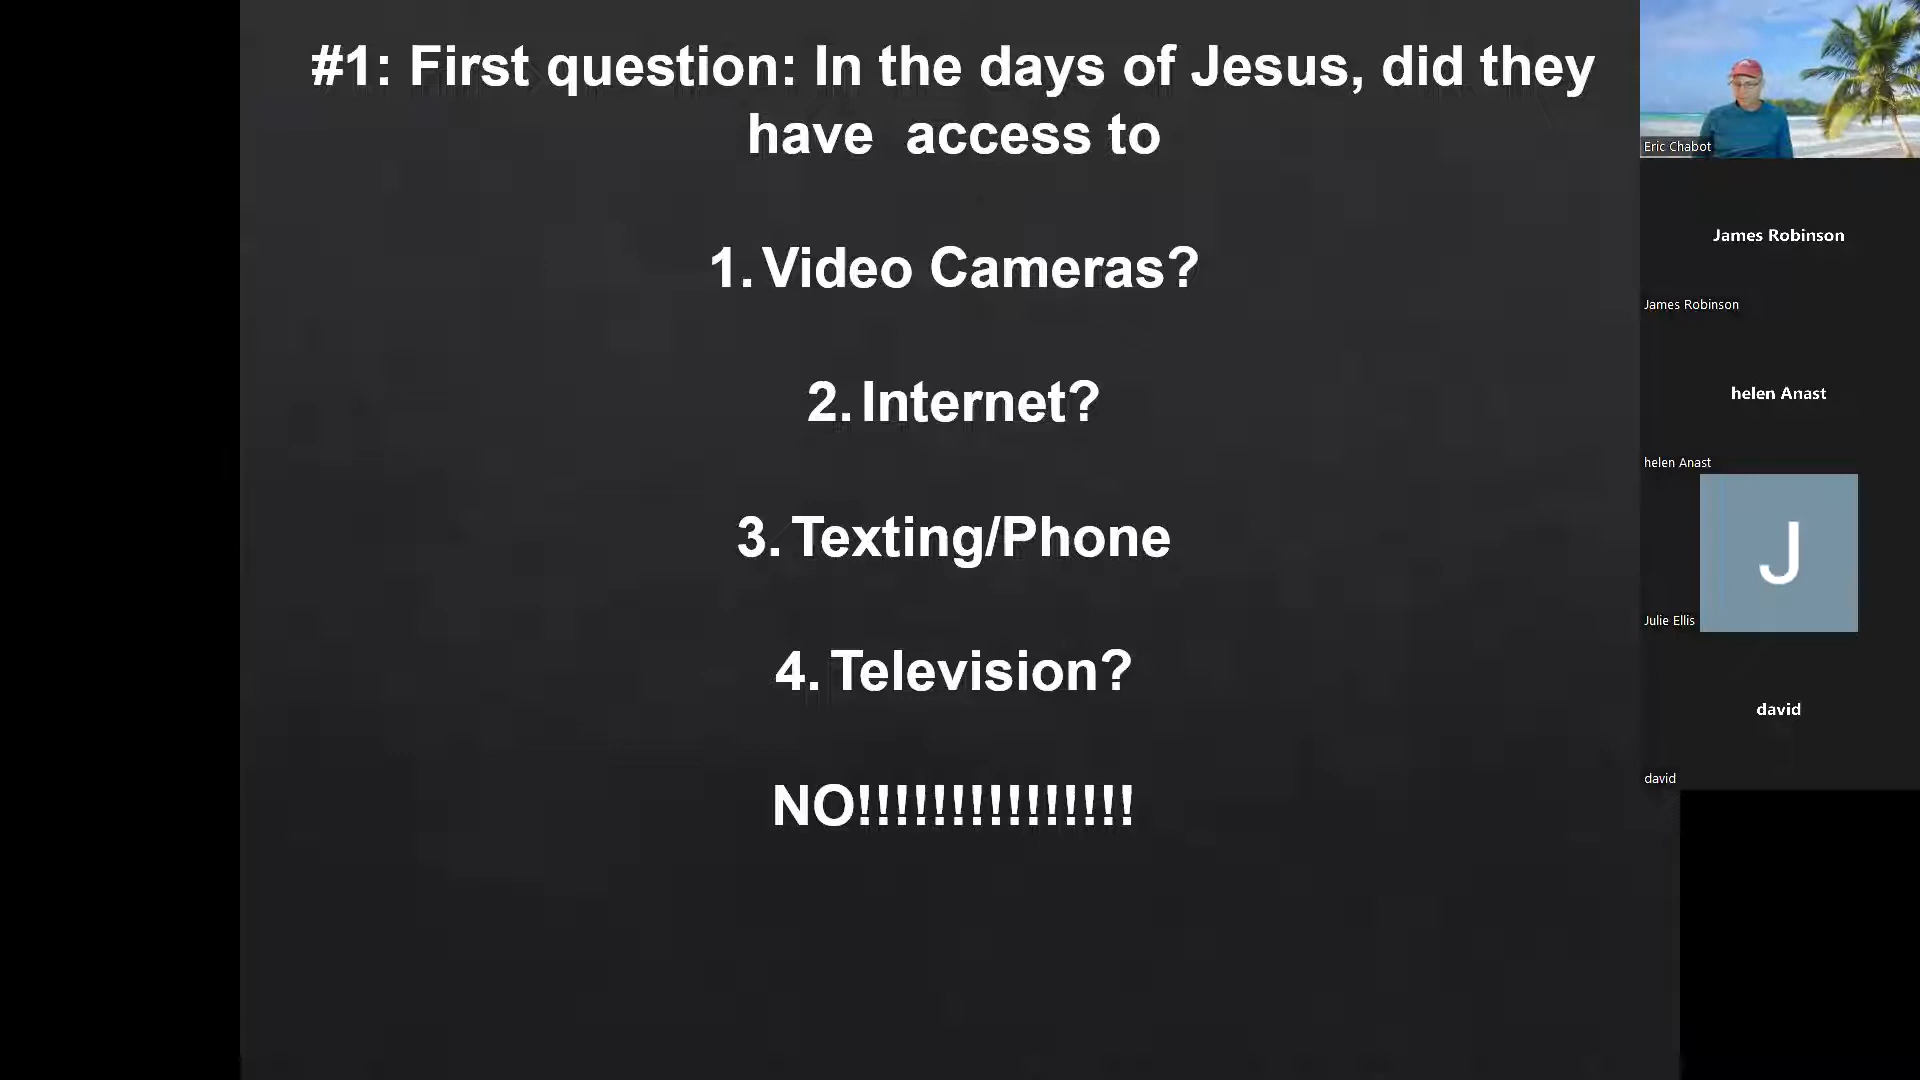 #1: First question: In the days of Jesus, did they
have access to
1. Video Cameras?
2. Internet?
3. Texting/Phone
4. Television?
NO!!!!!!!!!!!!!!!
Eric Chabot
James Robinson
James Robinson
helen Anast
helen Anast
J
Julie Ellis
david
david